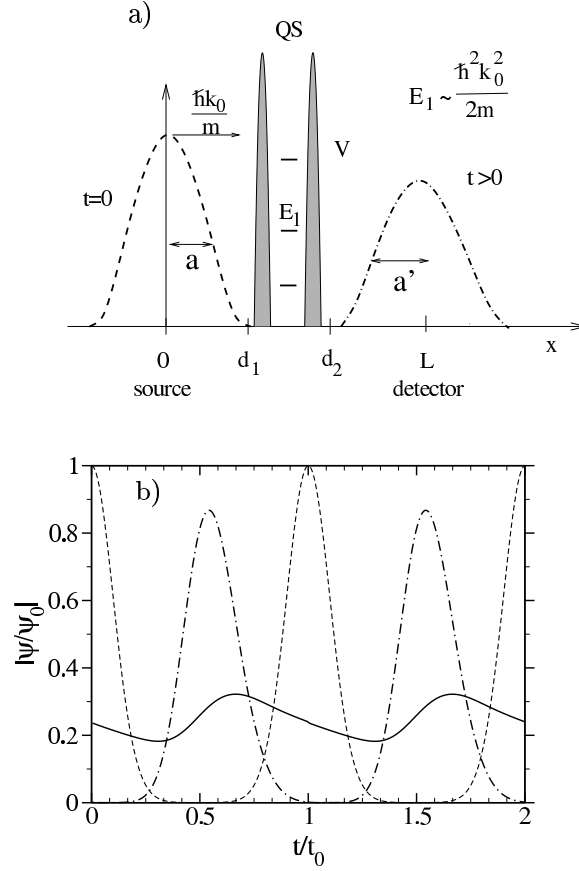 a)
QS
ħk₀
m
E₁ ~ ħ²k₀²
2m
V
t=0
t >0
E₁
a
a'
0
d₁
d₂
L
x
source
detector
b)
1
0.8
0.6
0.4
0.2
0
|ψ/ψ₀|
0
0.5
1
1.5
2
t/t₀